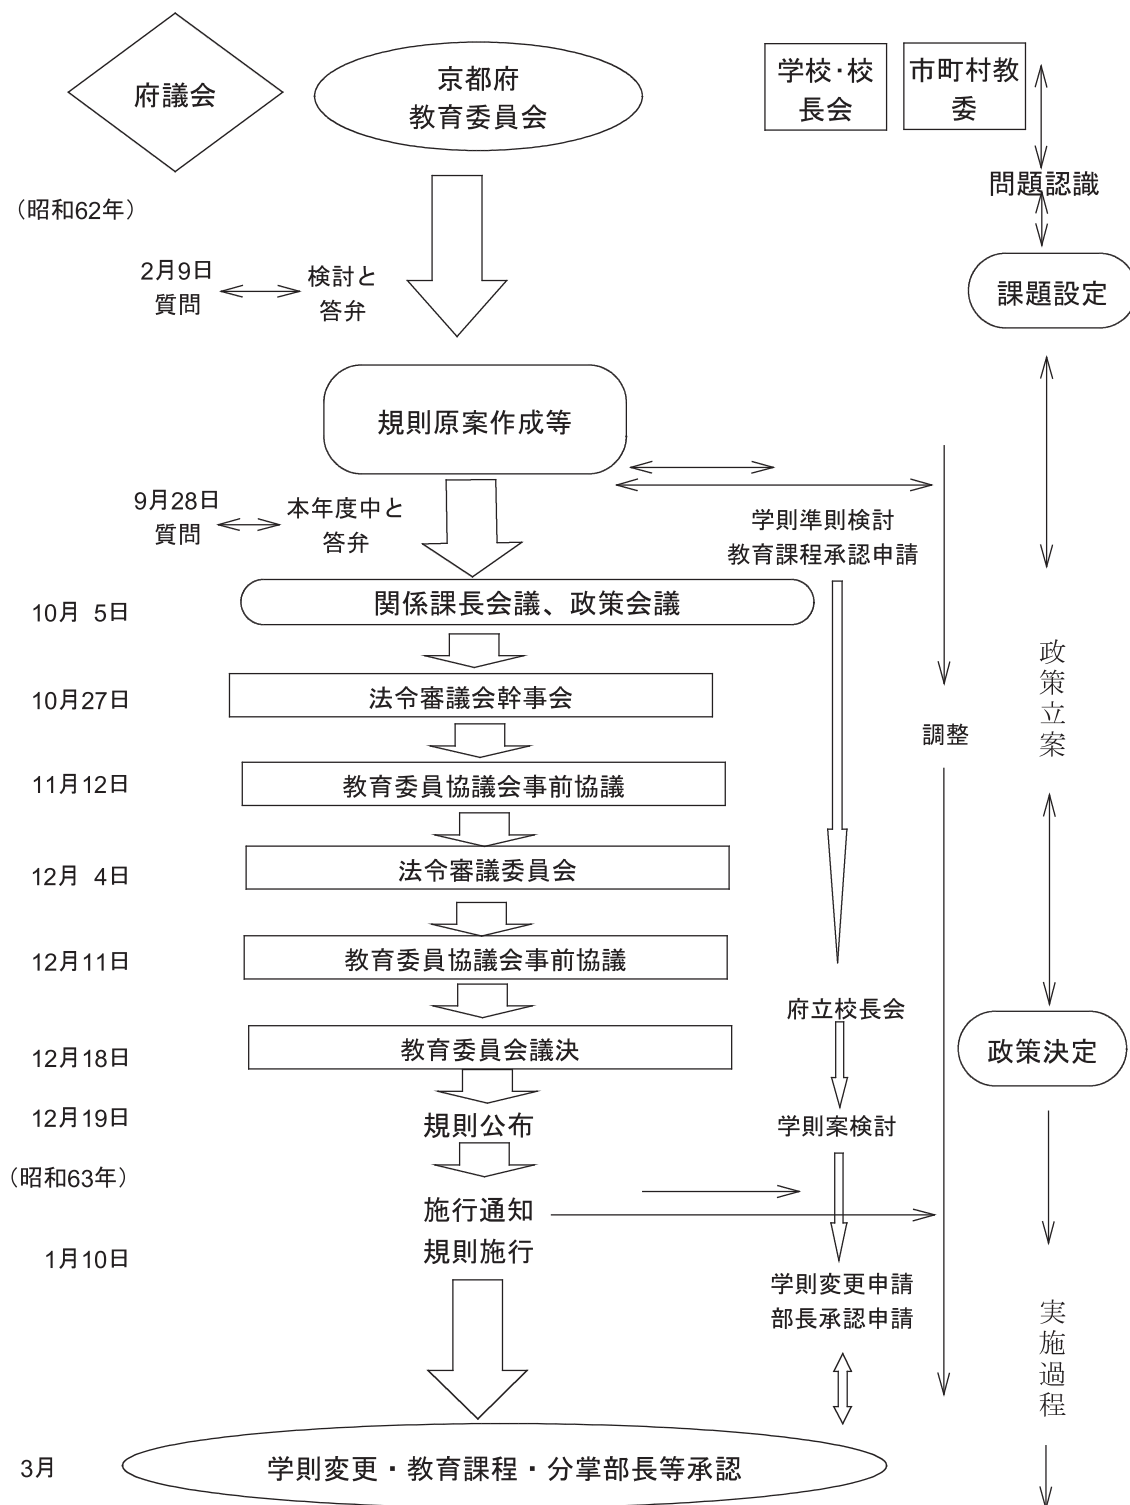 府議会
京都府
教育委員会
学校・校
長会
市町村教
委
問題認識
（昭和62年）
2月9日
質問
検討と
答弁
課題設定
規則原案作成等
9月28日
質問
本年度中と
答弁
学則準則検討
教育課程承認申請
10月 5日
関係課長会議、政策会議
政策立案
10月27日
法令審議会幹事会
調整
11月12日
教育委員協議会事前協議
12月 4日
法令審議委員会
12月11日
教育委員協議会事前協議
府立校長会
12月18日
教育委員会議決
政策決定
12月19日
規則公布
学則案検討
（昭和63年）
施行通知
1月10日
規則施行
学則変更申請
部長承認申請
実施過程
3月
学則変更・教育課程・分掌部長等承認